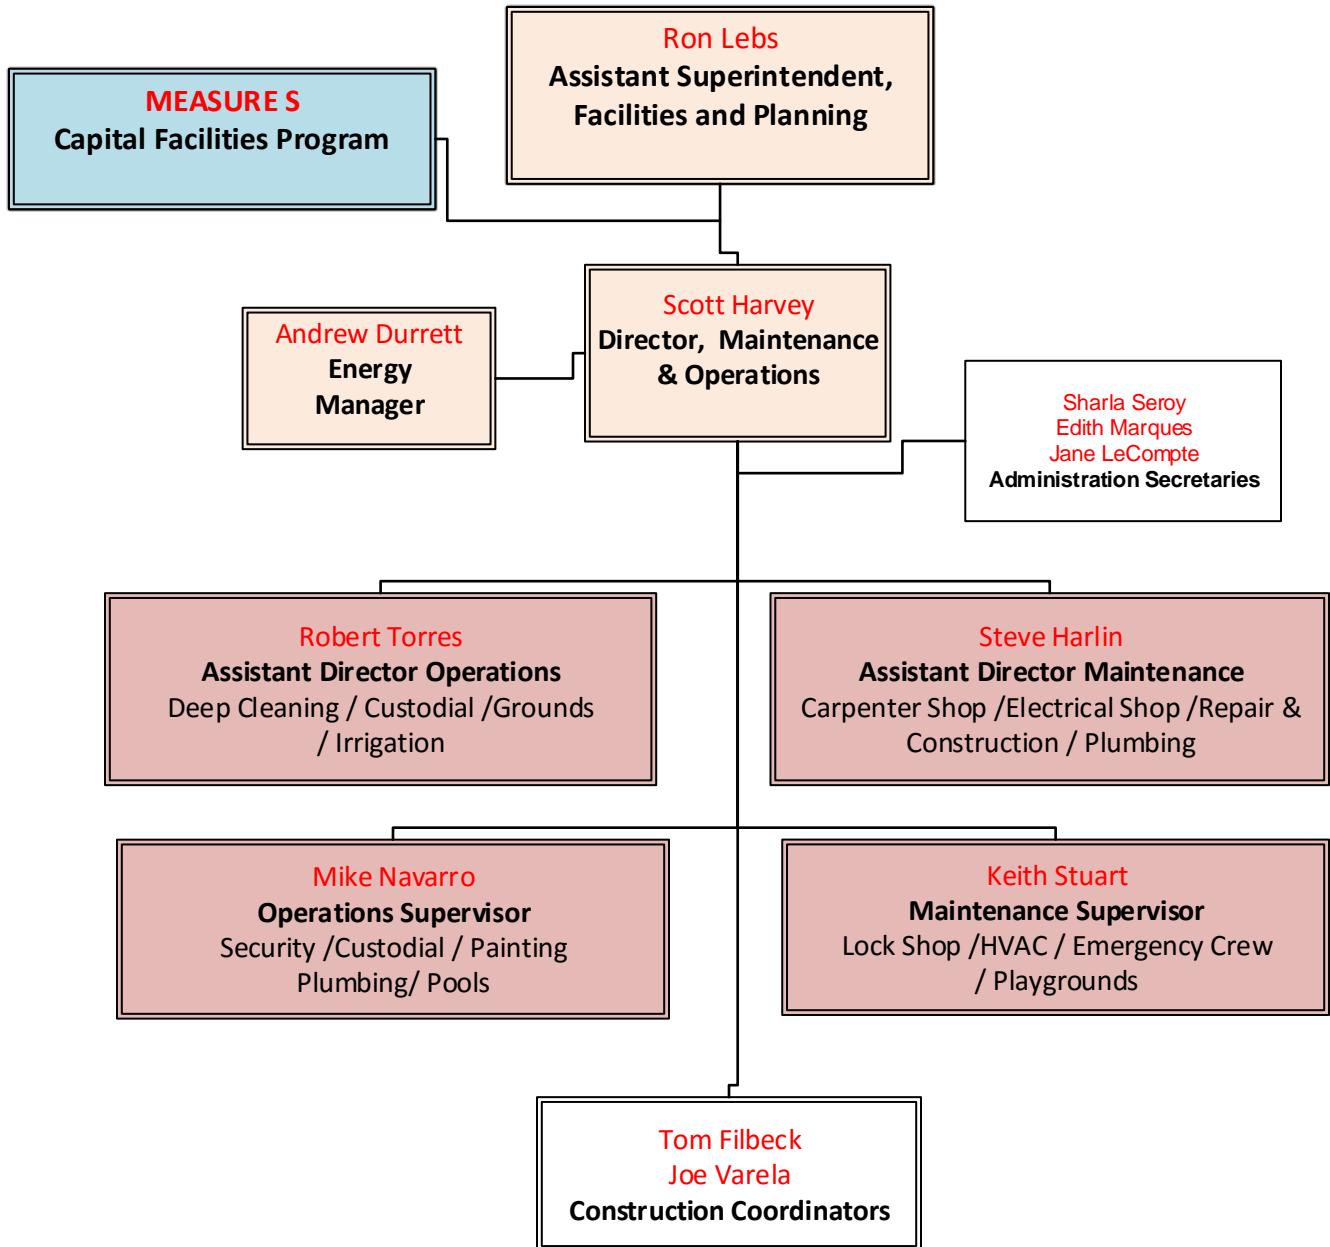 Ron Lebs
Assistant Superintendent,
Facilities and Planning
MEASURE S
Capital Facilities Program
Scott Harvey
Director, Maintenance
& Operations
Andrew Durrett
Energy
Manager
Sharla Seroy
Edith Marques
Jane LeCompte
Administration Secretaries
Robert Torres
Assistant Director Operations
Deep Cleaning / Custodial /Grounds
/ Irrigation
Steve Harlin
Assistant Director Maintenance
Carpenter Shop /Electrical Shop /Repair &
Construction / Plumbing
Mike Navarro
Operations Supervisor
Security /Custodial / Painting
Plumbing/ Pools
Keith Stuart
Maintenance Supervisor
Lock Shop /HVAC / Emergency Crew
/ Playgrounds
Tom Filbeck
Joe Varela
Construction Coordinators